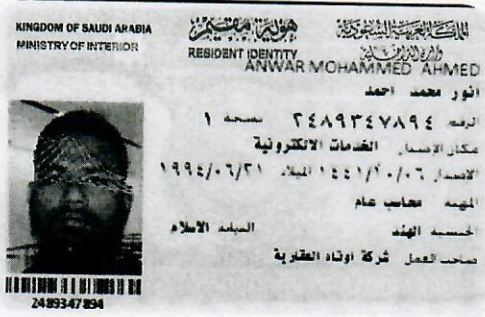 KINGDOM OF SAUDI ARABIA
MINISTRY OF INTERIOR
هوية مقيم
RESIDENT IDENTITY
المملكة العربية السعودية
وزارة الداخلية
ANWAR MOHAMMED AHMED
انور محمد احمد
الرقم ٢٤٨٩٣٤٧٨٩٤ نسخة ١
مكان الإصدار الخدمات الالكترونية
الاصدار ١٤٤١/١٠/٠٦ الميلاد ١٩٩٤/٠٦/٢١
المهنة محاسب عام
الجنسية الهند الديانة الاسلام
صاحب العمل شركة اوتاد العقارية
2489347894